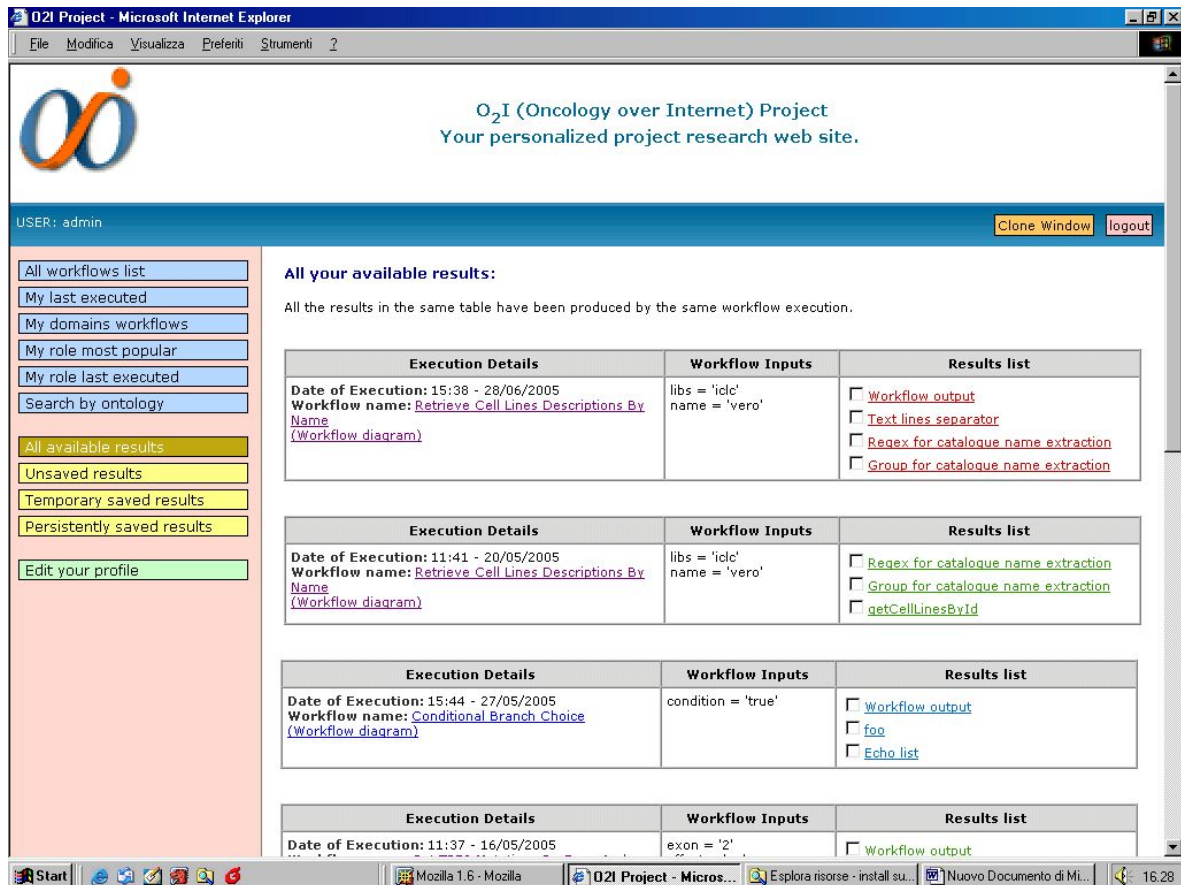 O2I Project - Microsoft Internet Explorer
File Modifica Visualizza Preferiti Strumenti ?
O2I (Oncology over Internet) Project
Your personalized project research web site.
USER: admin
Clone Window logout
All workflows list
My last executed
My domains workflows
My role most popular
My role last executed
Search by ontology
All available results
Unsaved results
Temporary saved results
Persistently saved results
Edit your profile
All your available results:
All the results in the same table have been produced by the same workflow execution.
Execution Details Workflow Inputs Results list
Date of Execution: 15:38 - 28/06/2005
Workflow name: Retrieve Cell Lines Descriptions By
Name
(Workflow diagram)
libs = 'iclc'
name = 'vero'
Workflow output
Text lines separator
Regex for catalogue name extraction
Group for catalogue name extraction
Execution Details Workflow Inputs Results list
Date of Execution: 11:41 - 20/05/2005
Workflow name: Retrieve Cell Lines Descriptions By
Name
(Workflow diagram)
libs = 'iclc'
name = 'vero'
Regex for catalogue name extraction
Group for catalogue name extraction
getCellLinesById
Execution Details Workflow Inputs Results list
Date of Execution: 15:44 - 27/05/2005
Workflow name: Conditional Branch Choice
(Workflow diagram)
condition = 'true'
Workflow output
foo
Echo list
Execution Details Workflow Inputs Results list
Date of Execution: 11:37 - 16/05/2005
exon = '2'
Workflow output
Start Mozilla 1.6 - Mozilla O2I Project - Micros... Esplora risorse - install su... Nuovo Documento di Mi... 16.28